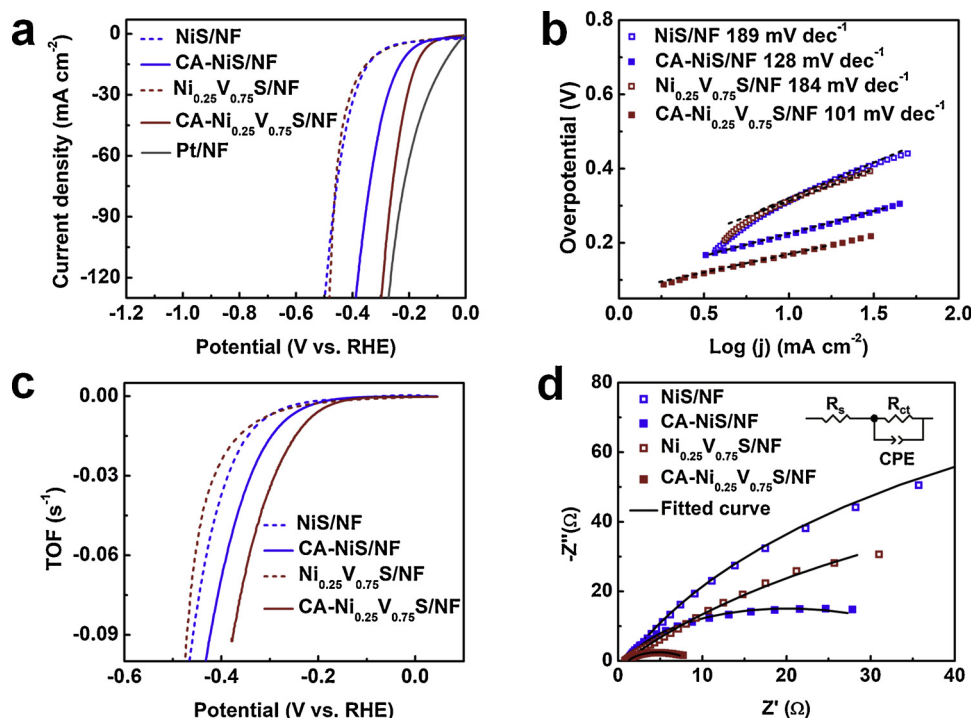 a
0
-30
-60
-90
-120
Current density (mA cm⁻²)
NiS/NF
CA-NiS/NF
Ni₀.₂₅V₀.₇₅S/NF
CA-Ni₀.₂₅V₀.₇₅S/NF
Pt/NF
-1.2 -1.0 -0.8 -0.6 -0.4 -0.2 0.0
Potential (V vs. RHE)
b
0.8
0.6
0.4
0.2
0.0
Overpotential (V)
NiS/NF 189 mV dec⁻¹
CA-NiS/NF 128 mV dec⁻¹
Ni₀.₂₅V₀.₇₅S/NF 184 mV dec⁻¹
CA-Ni₀.₂₅V₀.₇₅S/NF 101 mV dec⁻¹
0.0 0.5 1.0 1.5 2.0
Log (j) (mA cm⁻²)
c
0.00
-0.03
-0.06
-0.09
TOF (s⁻¹)
NiS/NF
CA-NiS/NF
Ni₀.₂₅V₀.₇₅S/NF
CA-Ni₀.₂₅V₀.₇₅S/NF
-0.6 -0.4 -0.2 0.0
Potential (V vs. RHE)
d
80
60
40
20
0
-Z''(Ω)
NiS/NF
CA-NiS/NF
Ni₀.₂₅V₀.₇₅S/NF
CA-Ni₀.₂₅V₀.₇₅S/NF
Fitted curve
Rs Rct
CPE
0 10 20 30 40
Z' (Ω)